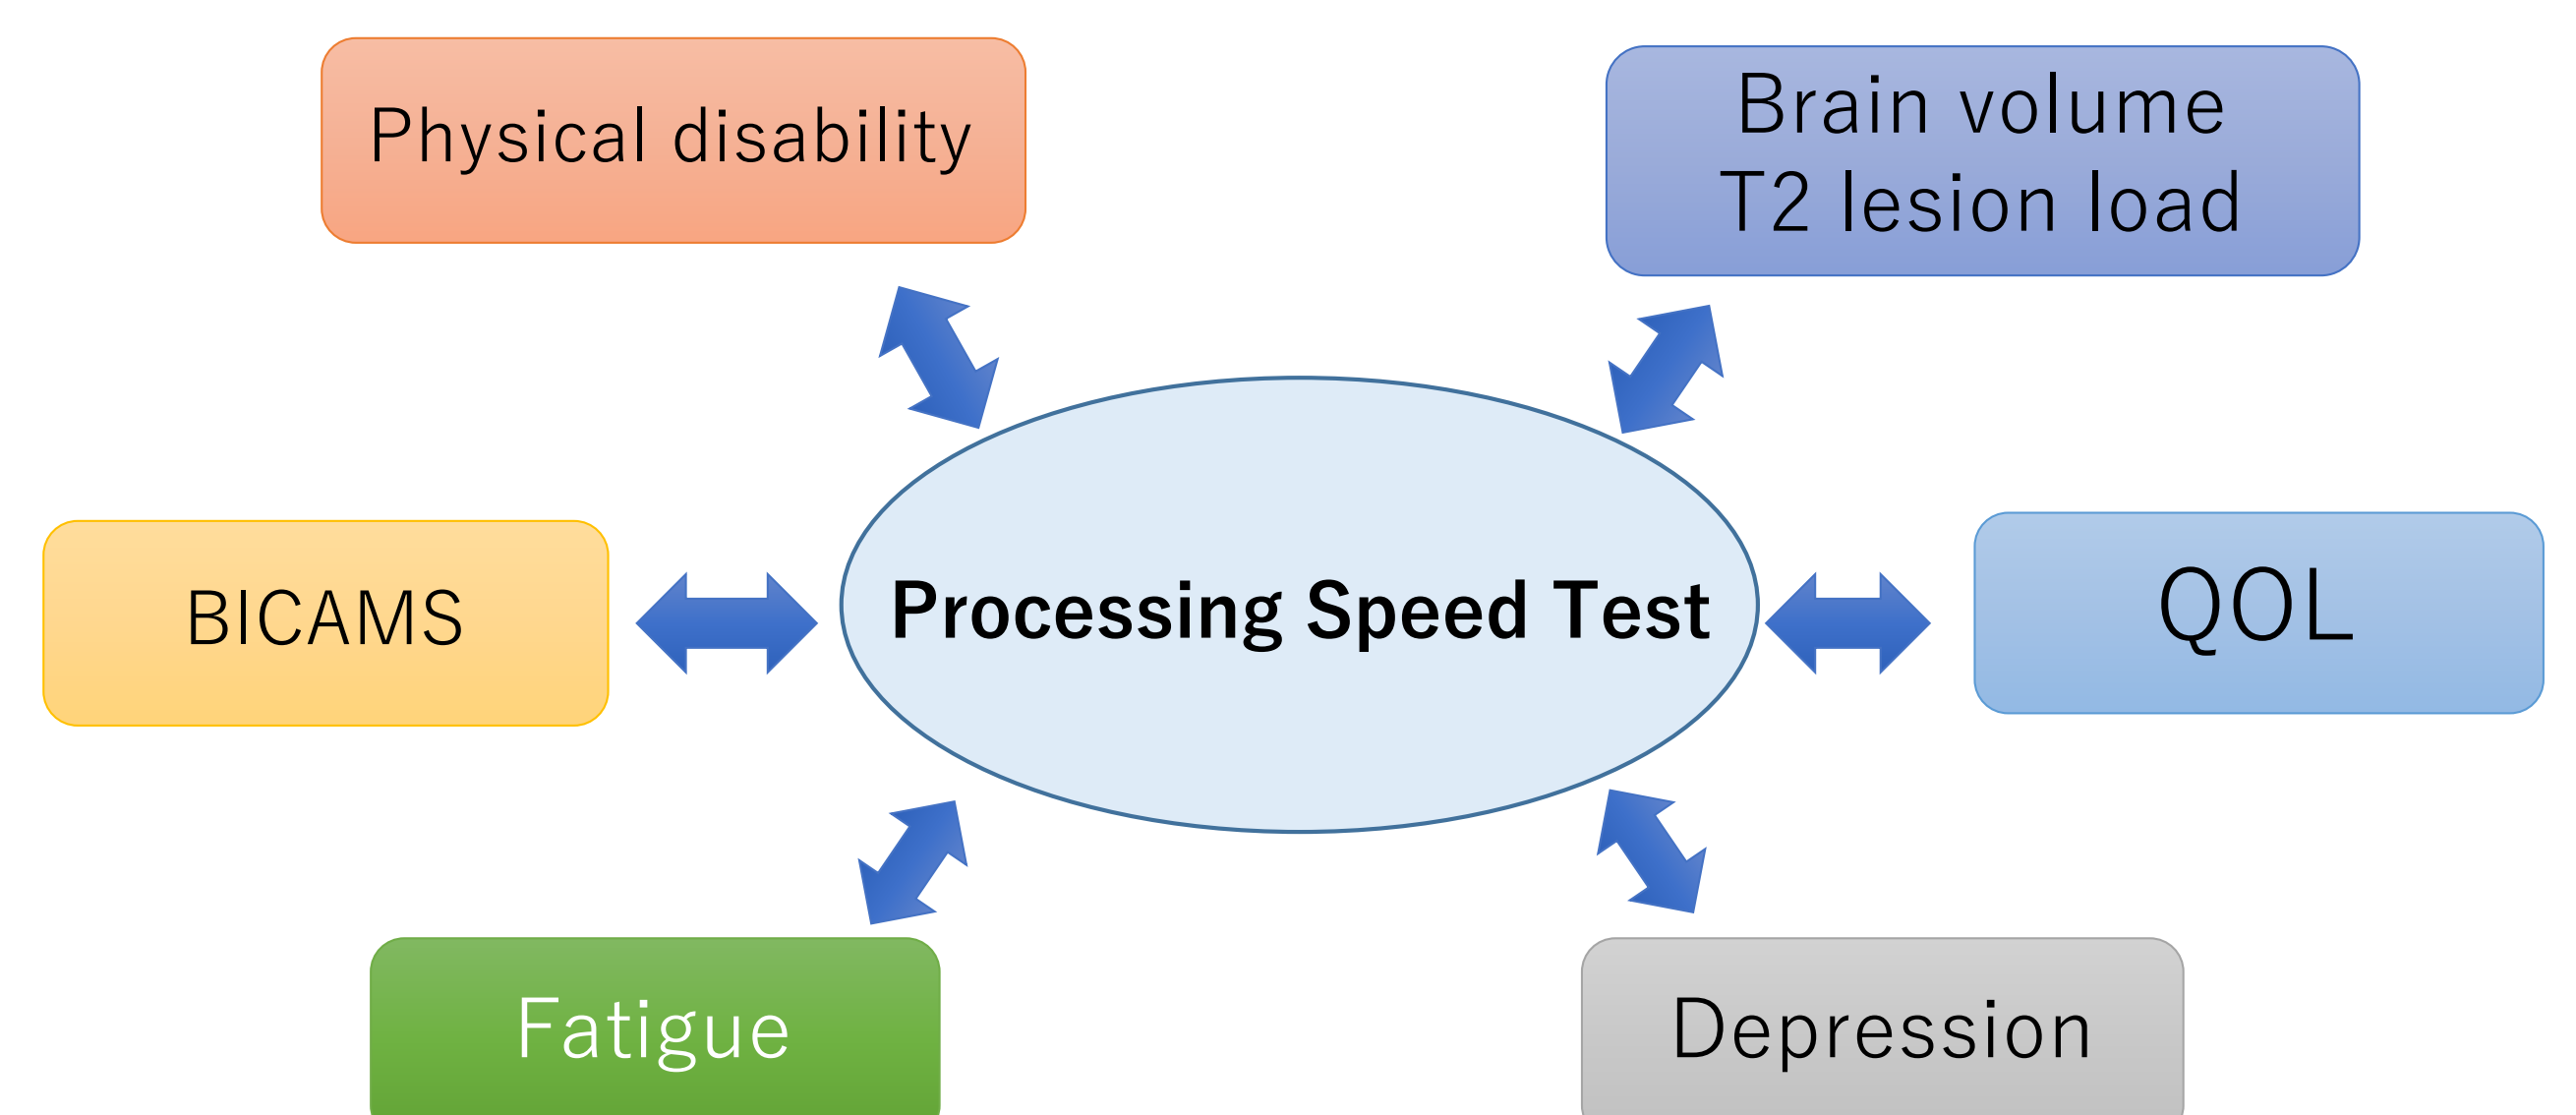 Physical disability
Brain volume
T2 lesion load
BICAMS
Processing Speed Test
QOL
Fatigue
Depression